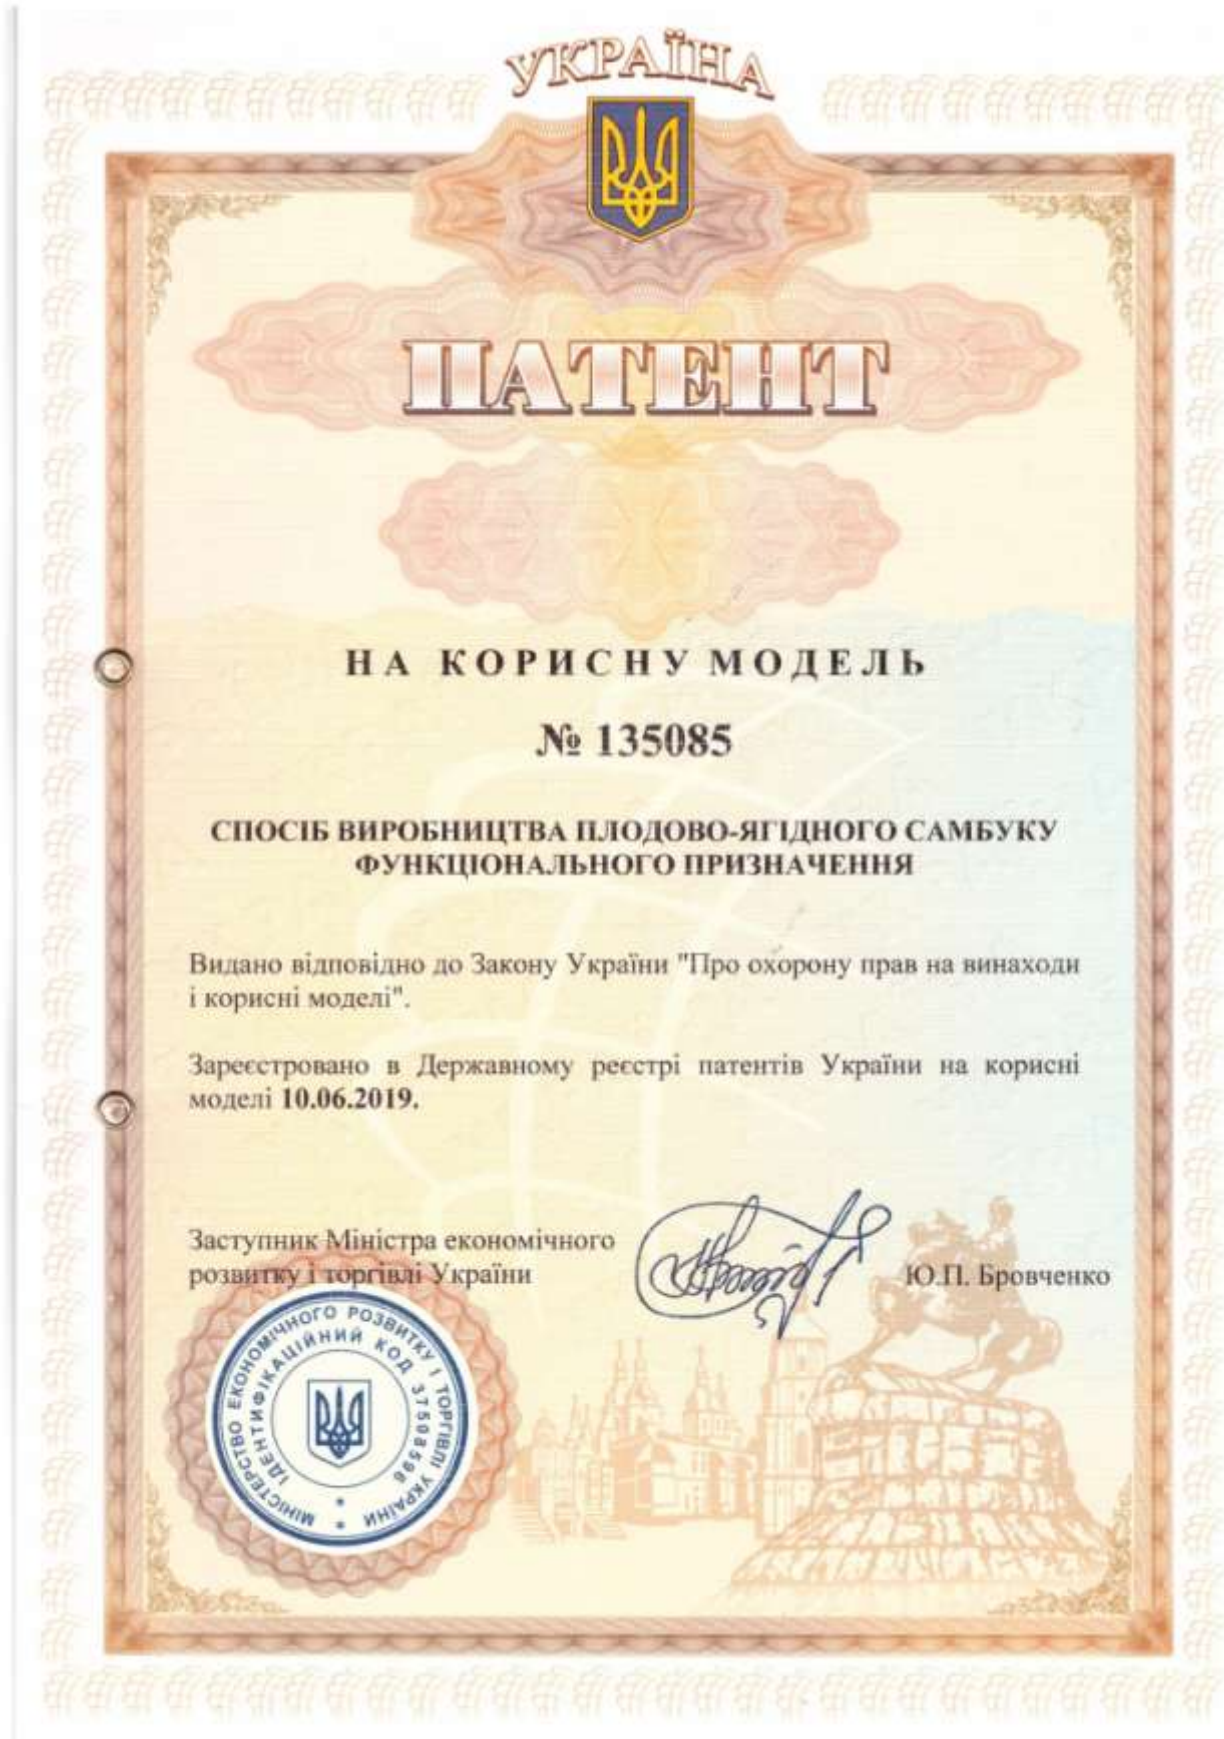 УКРАЇНА
ПАТЕНТ
НА КОРИСНУ МОДЕЛЬ
№ 135085
СПОСІБ ВИРОБНИЦТВА ПЛОДОВО-ЯГІДНОГО САМБУКУ
ФУНКЦІОНАЛЬНОГО ПРИЗНАЧЕННЯ
Видано відповідно до Закону України "Про охорону прав на винаходи
і корисні моделі".
Зареєстровано в Державному реєстрі патентів України на корисні
моделі 10.06.2019.
Заступник Міністра економічного
розвитку і торгівлі України
Ю.П. Бровченко
МІНІСТЕРСТВО ЕКОНОМІЧНОГО РОЗВИТКУ І ТОРГІВЛІ УКРАЇНИ *
ІДЕНТИФІКАЦІЙНИЙ КОД 37508596 *